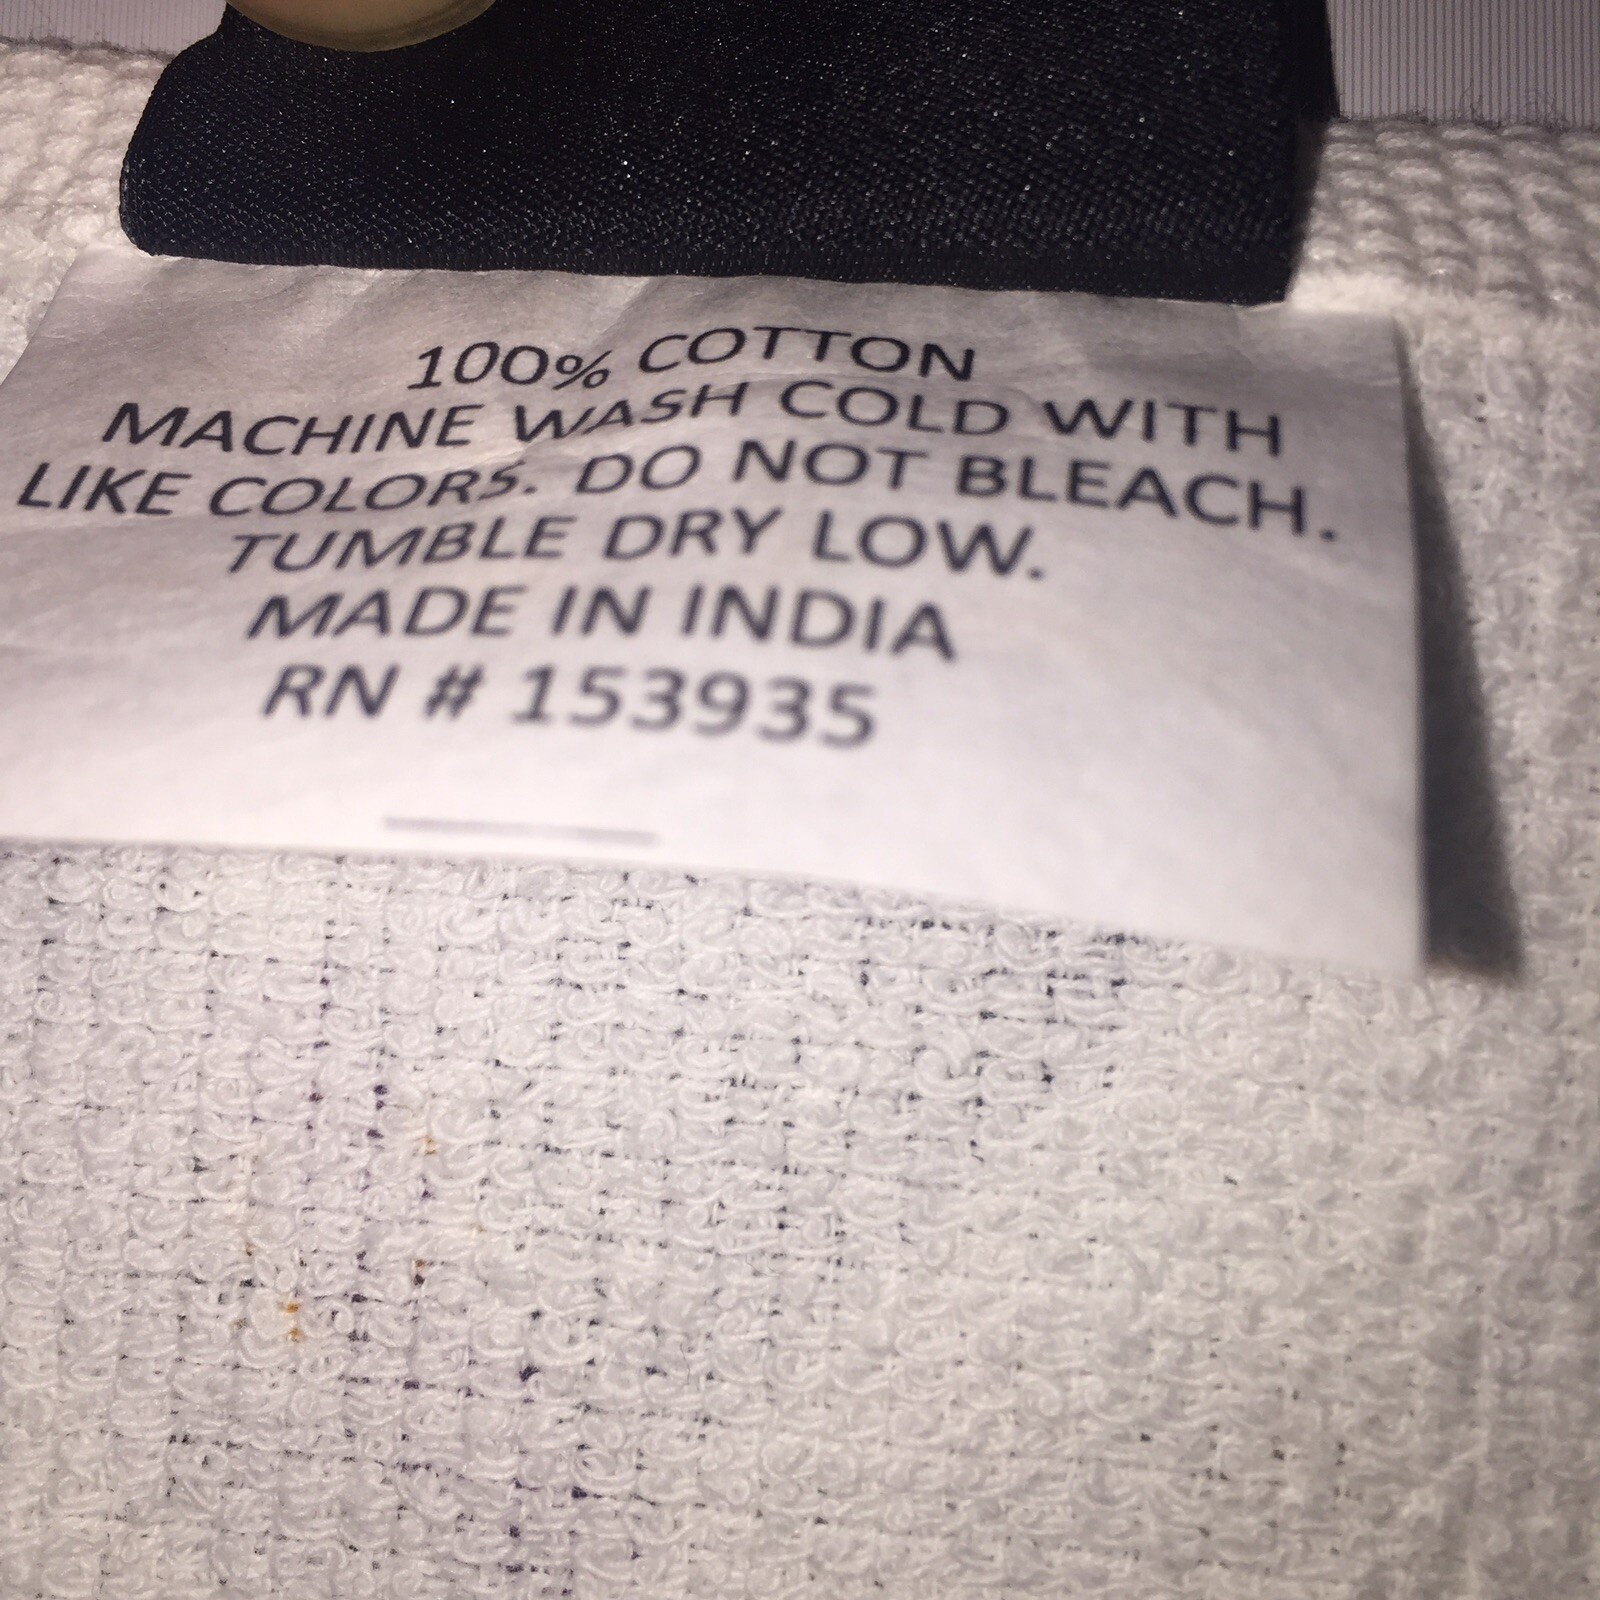 100% COTTON
MACHINE WASH COLD WITH
LIKE COLORS. DO NOT BLEACH.
TUMBLE DRY LOW.
MADE IN INDIA
RN # 153935